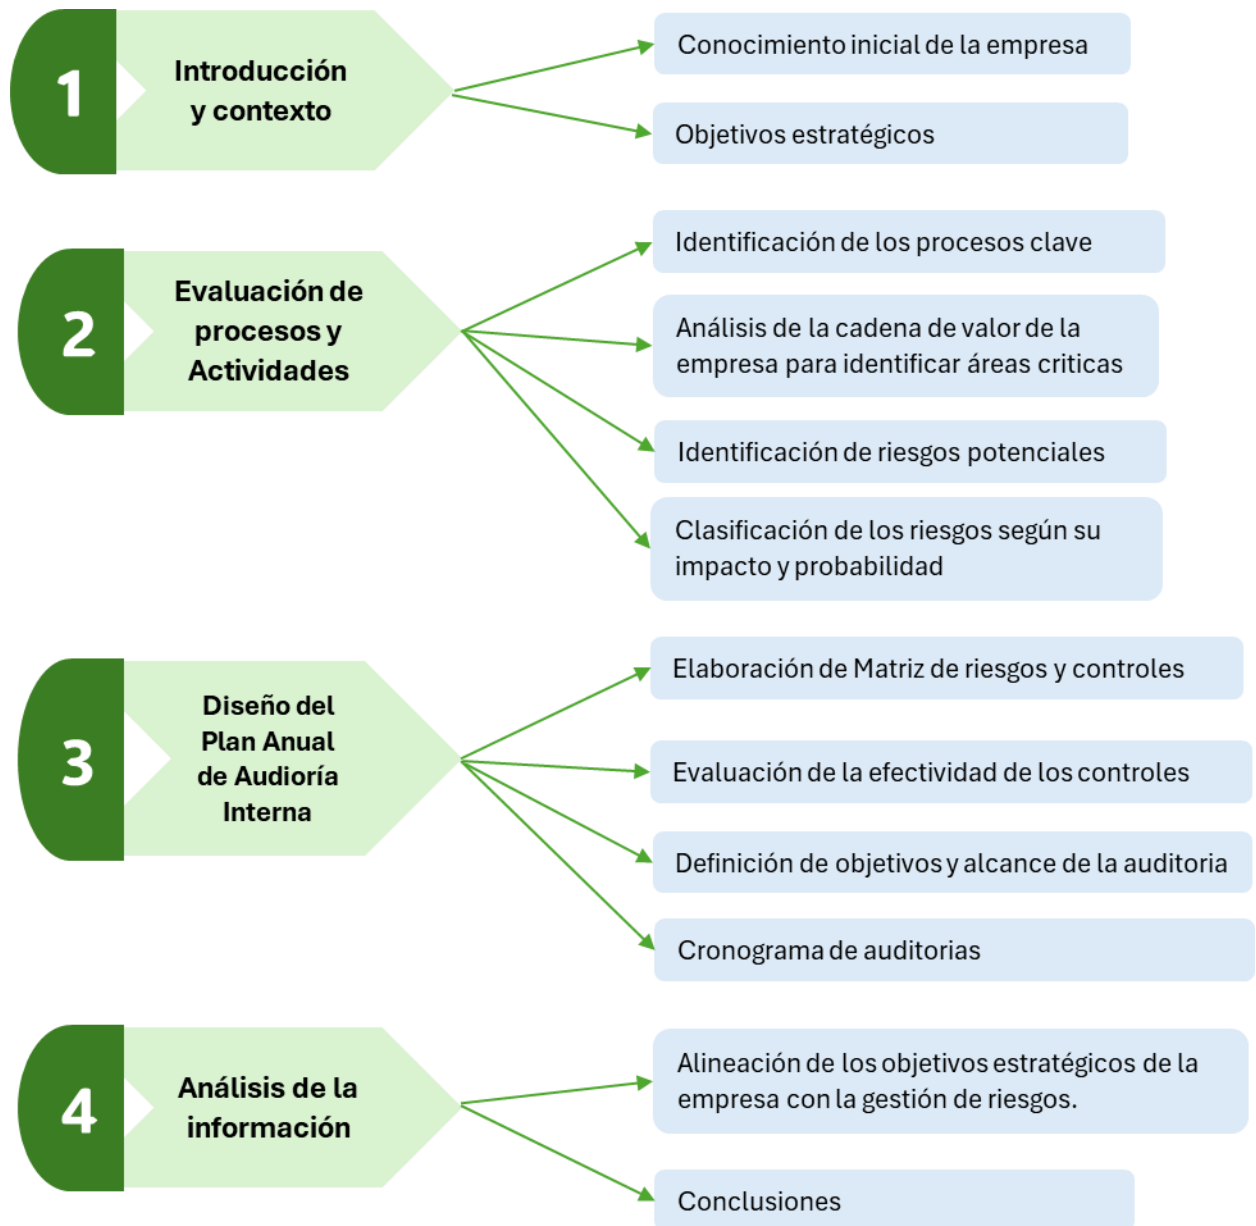 1
Introducción
y contexto
Conocimiento inicial de la empresa
Objetivos estratégicos
2
Evaluación de
procesos y
Actividades
Identificación de los procesos clave
Análisis de la cadena de valor de la
empresa para identificar áreas criticas
Identificación de riesgos potenciales
Clasificación de los riesgos según su
impacto y probabilidad
3
Diseño del
Plan Anual
de Audioría
Interna
Elaboración de Matriz de riesgos y controles
Evaluación de la efectividad de los controles
Definición de objetivos y alcance de la auditoria
Cronograma de auditorias
4
Análisis de la
información
Alineación de los objetivos estratégicos de la
empresa con la gestión de riesgos.
Conclusiones